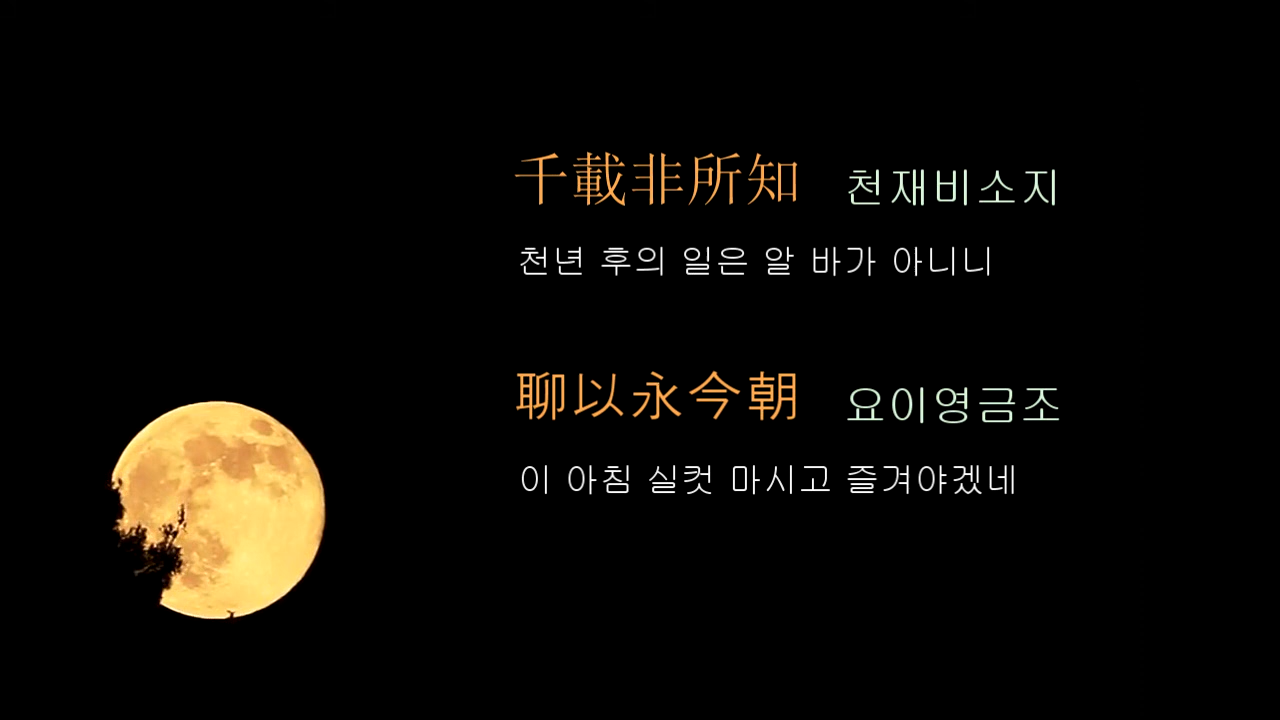 千載非所知 천재비소지
천년 후의 일은 알 바가 아니니
聊以永今朝 요이영금조
이 아침 실컷 마시고 즐겨야겠네